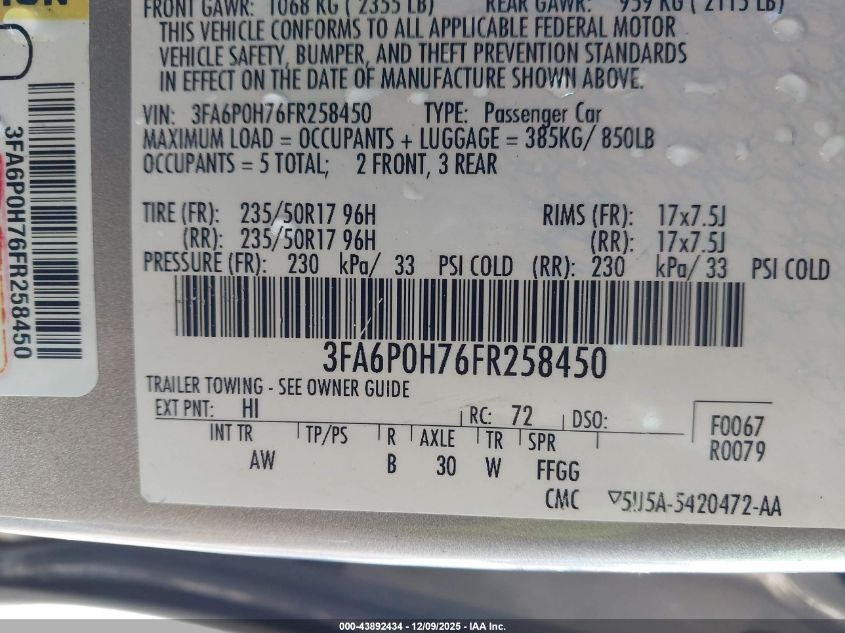 FRONT GAWR: 1068 KG ( 2355 LB) REAR GAWR: 959 KG ( 2115 LB)
THIS VEHICLE CONFORMS TO ALL APPLICABLE FEDERAL MOTOR
VEHICLE SAFETY, BUMPER, AND THEFT PREVENTION STANDARDS
IN EFFECT ON THE DATE OF MANUFACTURE SHOWN ABOVE.
VIN: 3FA6P0H76FR258450 TYPE: Passenger Car
MAXIMUM LOAD = OCCUPANTS + LUGGAGE = 385KG/ 850LB
OCCUPANTS = 5 TOTAL; 2 FRONT, 3 REAR
TIRE (FR): 235/50R17 96H RIMS (FR): 17x7.5J
(RR): 235/50R17 96H (RR): 17x7.5J
PRESSURE (FR): 230 kPa/ 33 PSI COLD (RR): 230 kPa/ 33 PSI COLD
3FA6P0H76FR258450
TRAILER TOWING - SEE OWNER GUIDE
EXT PNT: HI RC: 72 DSO:
F0067
R0079
INT TR TP/PS R AXLE TR SPR
AW B 30 W FFGG
CMC 5U5A-5420472-AA
3FA6P0H76FR258450
000-43892434 - 12/09/2025 - IAA Inc.